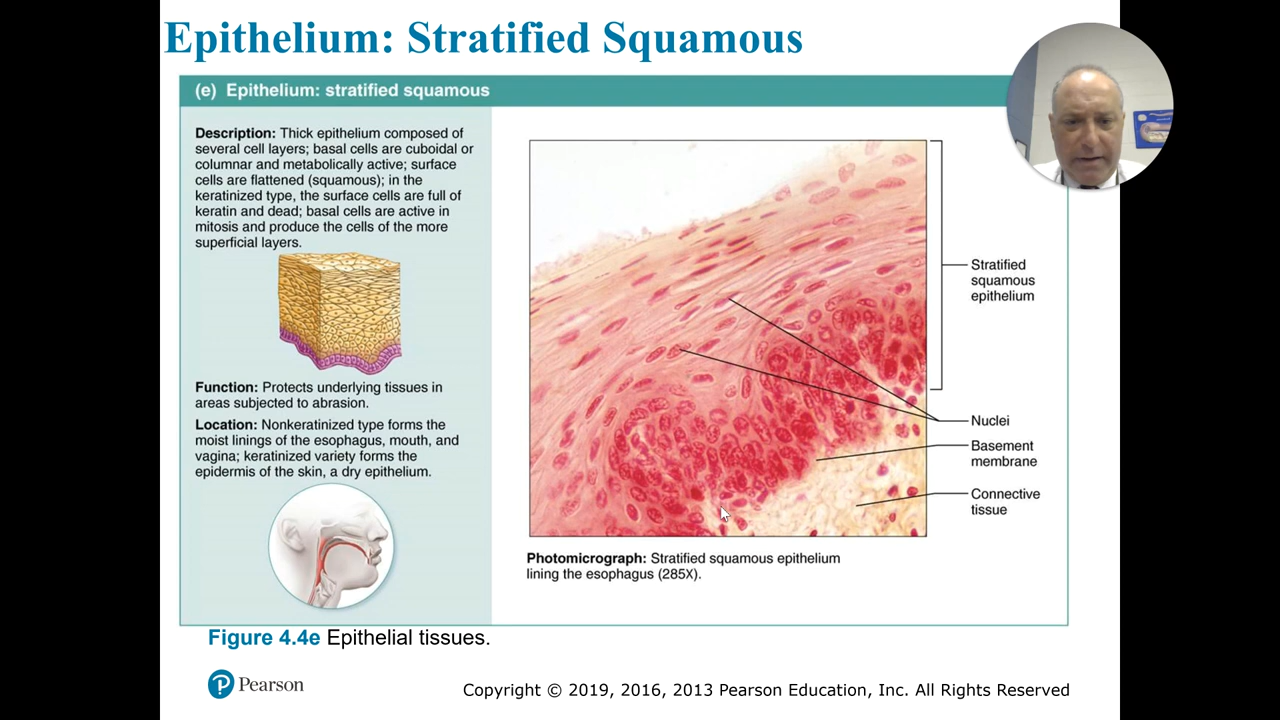 Epithelium: Stratified Squamous
(e) Epithelium: stratified squamous
Description: Thick epithelium composed of
several cell layers; basal cells are cuboidal or
columnar and metabolically active; surface
cells are flattened (squamous); in the
keratinized type, the surface cells are full of
keratin and dead; basal cells are active in
mitosis and produce the cells of the more
superficial layers.
Function: Protects underlying tissues in
areas subjected to abrasion.
Location: Nonkeratinized type forms the
moist linings of the esophagus, mouth, and
vagina; keratinized variety forms the
epidermis of the skin, a dry epithelium.
Stratified
squamous
epithelium
Nuclei
Basement
membrane
Connective
tissue
Photomicrograph: Stratified squamous epithelium
lining the esophagus (285X).
Figure 4.4e Epithelial tissues.
P Pearson
Copyright © 2019, 2016, 2013 Pearson Education, Inc. All Rights Reserved